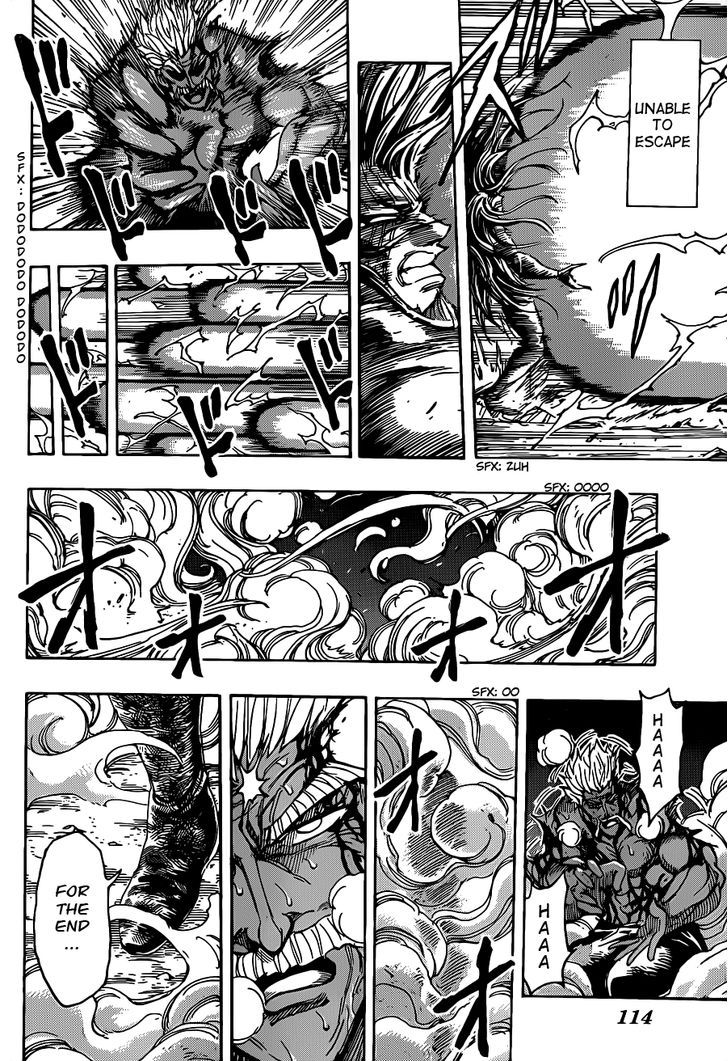 UNABLE
TO
ESCAPE
SFX: ZUH
ドドドド
ドドド
SFX: DODODODO DODODO
SFX: OOOO
オオオオ
HAAAA
HAAA
SFX: OO
オオ
FOR
THE
END
...
114